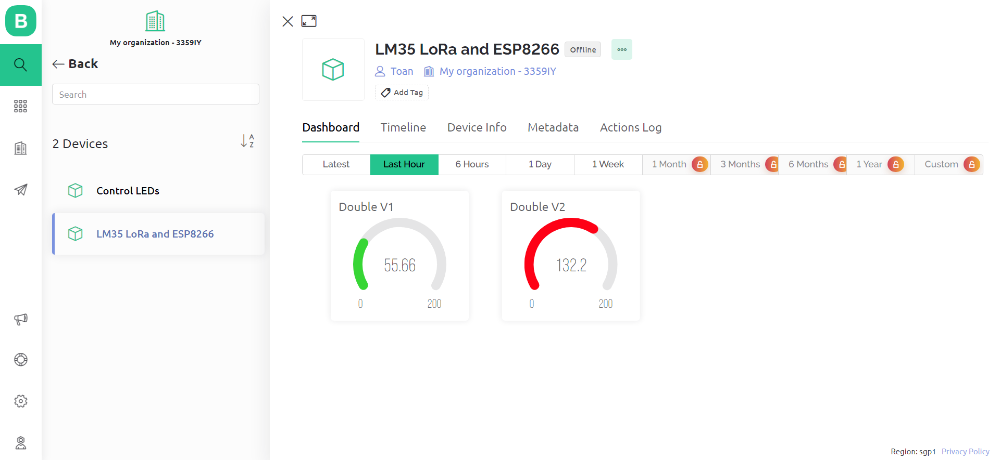 B
My organization - 3359IY
Back
Search
2 Devices
A
Z
Control LEDs
LM35 LoRa and ESP8266
LM35 LoRa and ESP8266 Offline
Toan My organization - 3359IY
Add Tag
Dashboard Timeline Device Info Metadata Actions Log
Latest Last Hour 6 Hours 1 Day 1 Week 1 Month 3 Months 6 Months 1 Year Custom
Double V1
55.66
0 200
Double V2
132.2
0 200
Region: sgp1 Privacy Policy